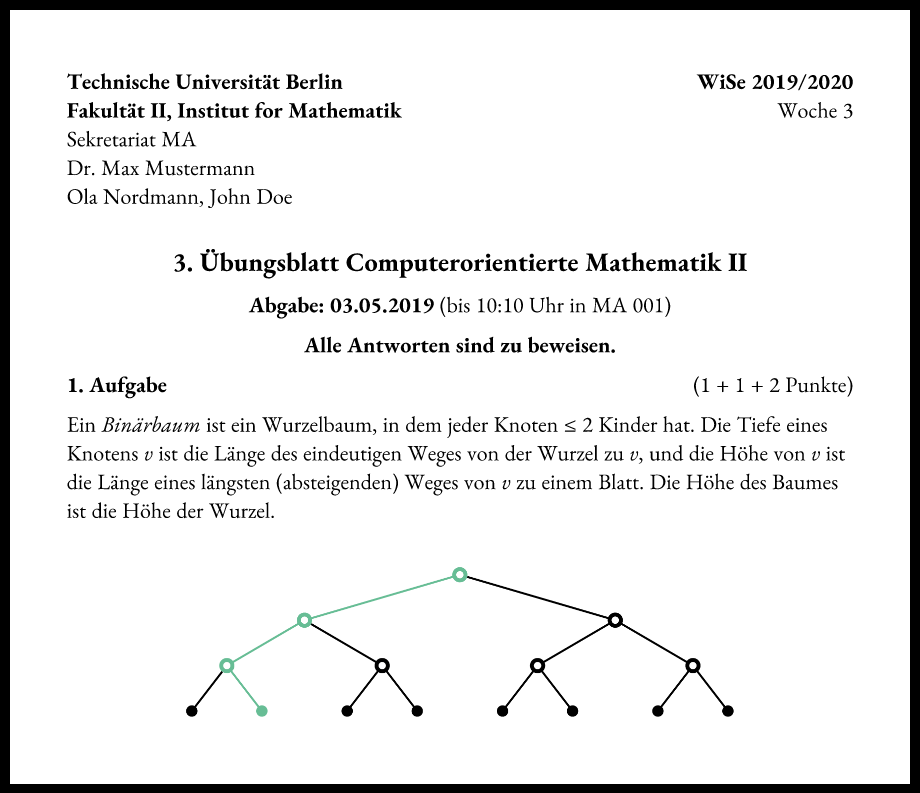 Technische Universität Berlin
WiSe 2019/2020
Fakultät II, Institut for Mathematik
Woche 3
Sekretariat MA
Dr. Max Mustermann
Ola Nordmann, John Doe
3. Übungsblatt Computerorientierte Mathematik II
Abgabe: 03.05.2019 (bis 10:10 Uhr in MA 001)
Alle Antworten sind zu beweisen.
1. Aufgabe
(1 + 1 + 2 Punkte)
Ein Binärbaum ist ein Wurzelbaum, in dem jeder Knoten ≤ 2 Kinder hat. Die Tiefe eines
Knotens v ist die Länge des eindeutigen Weges von der Wurzel zu v, und die Höhe von v ist
die Länge eines längsten (absteigenden) Weges von v zu einem Blatt. Die Höhe des Baumes
ist die Höhe der Wurzel.